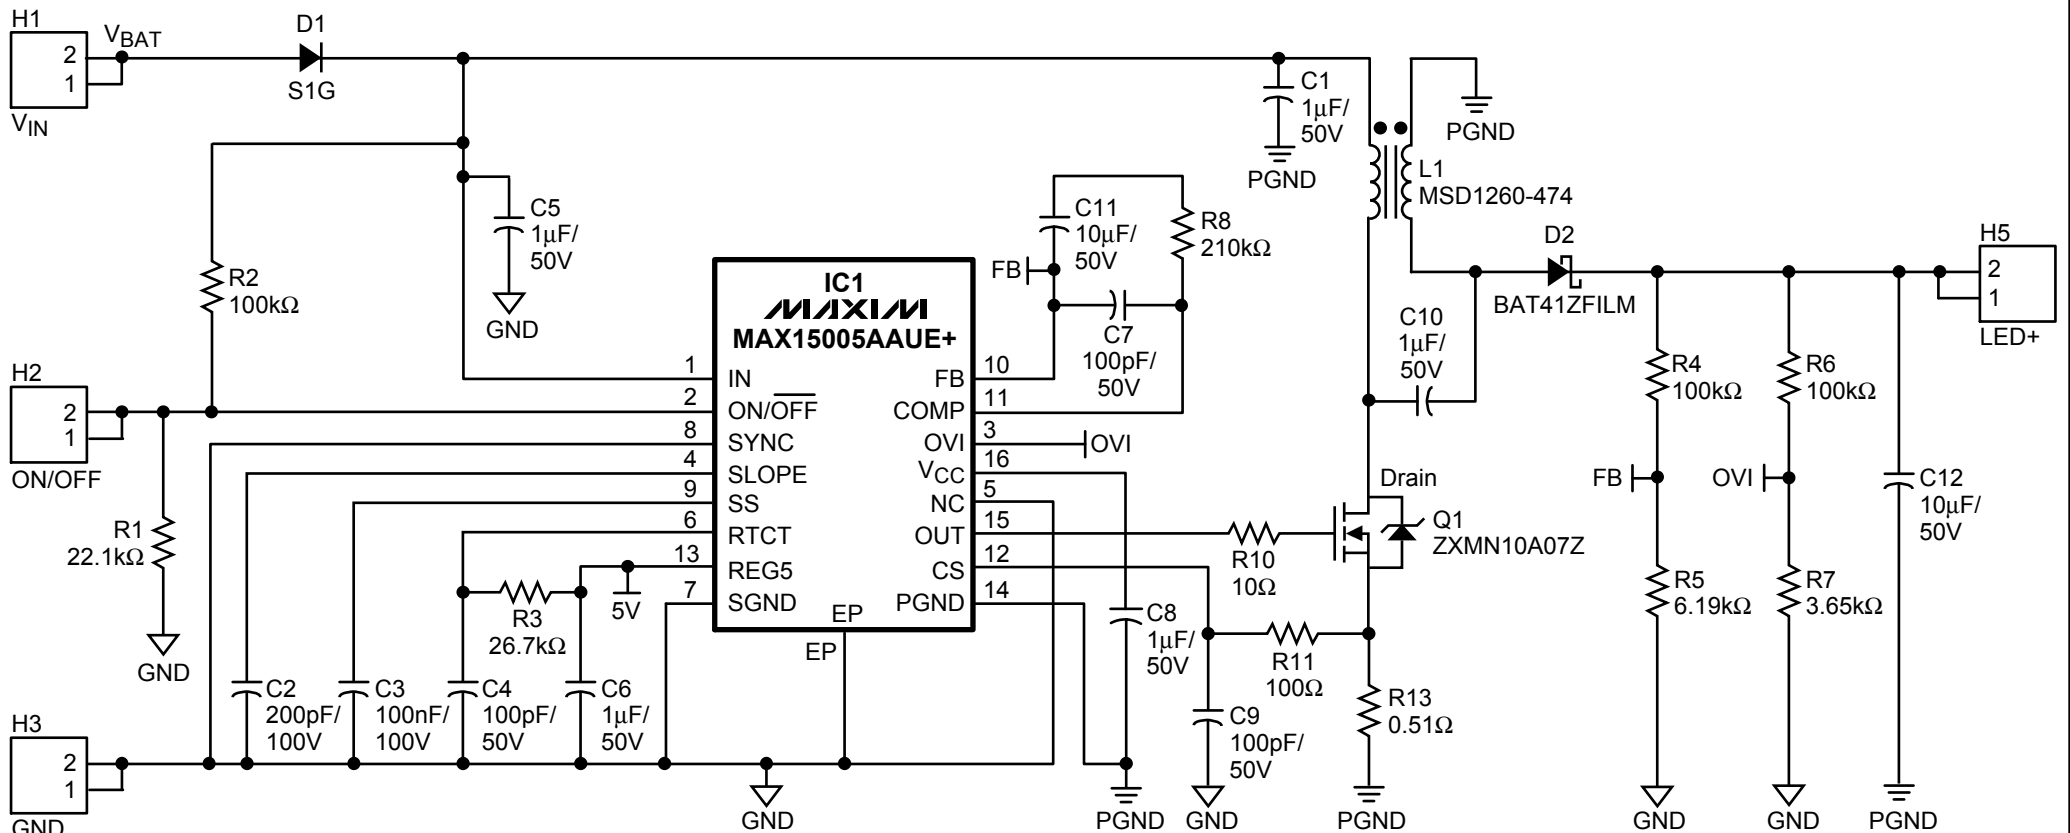 H1
2
1
VIN
VBAT
D1
S1G
C1
1µF/
50V
PGND
PGND
L1
MSD1260-474
R2
100kΩ
C5
1µF/
50V
GND
C11
10µF/
50V
R8
210kΩ
FB
C7
100pF/
50V
IC1
MAXIM
MAX15005AAUE+
1 IN
2 ON/OFF
8 SYNC
4 SLOPE
9 SS
6 RTCT
13 REG5
7 SGND
EP
EP
FB 10
COMP 11
OVI 3
VCC 16
NC 5
OUT 15
CS 12
PGND 14
OVI
H2
2
1
ON/OFF
R1
22.1kΩ
GND
D2
BAT41ZFILM
H5
2
1
LED+
C10
1µF/
50V
R4
100kΩ
R6
100kΩ
FB
OVI
C12
10µF/
50V
Drain
Q1
ZXMN10A07Z
R10
10Ω
R5
6.19kΩ
R7
3.65kΩ
5V
R3
26.7kΩ
C8
1µF/
50V
R11
100Ω
R13
0.51Ω
C2
200pF/
100V
C3
100nF/
100V
C4
100pF/
50V
C6
1µF/
50V
C9
100pF/
50V
H3
2
1
GND
GND
PGND
GND
PGND
GND
GND
PGND